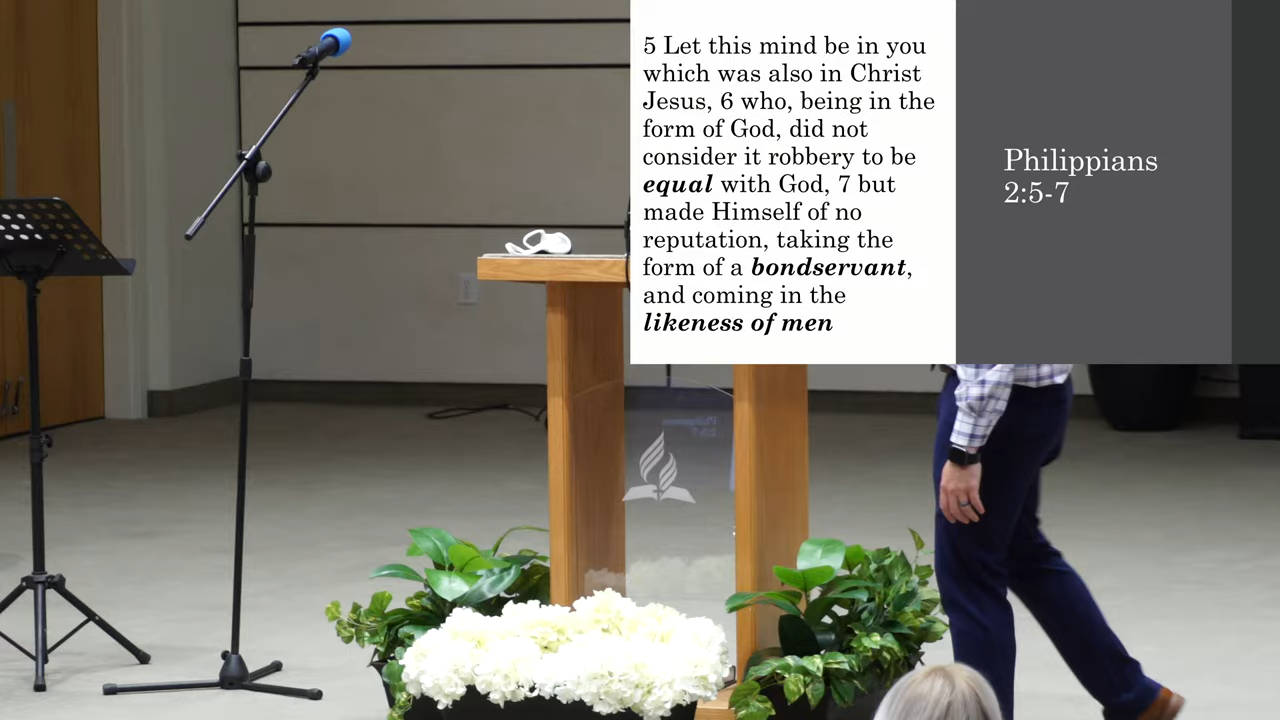 5 Let this mind be in you
which was also in Christ
Jesus, 6 who, being in the
form of God, did not
consider it robbery to be
equal with God, 7 but
made Himself of no
reputation, taking the
form of a bondservant,
and coming in the
likeness of men
Philippians
2:5-7